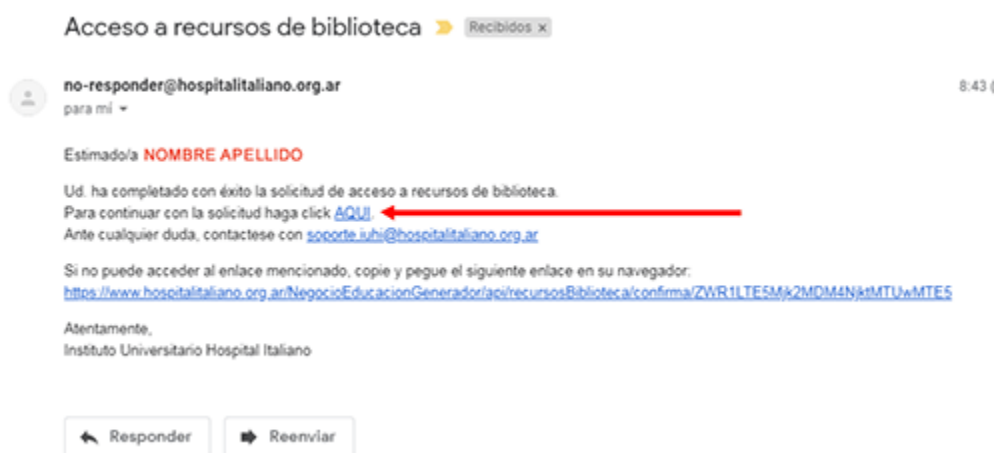 Acceso a recursos de biblioteca Recibidos x
no-responder@hospitalitaliano.org.ar 8:43
para mí
Estimado/a NOMBRE APELLIDO
Ud. ha completado con éxito la solicitud de acceso a recursos de biblioteca.
Para continuar con la solicitud haga click AQUI.
Ante cualquier duda, contactese con soporte.iuhi@hospitalitaliano.org.ar
Si no puede acceder al enlace mencionado, copie y pegue el siguiente enlace en su navegador:
https://www.hospitalitaliano.org.ar/NegocioEducacionGenerador/api/recursosBiblioteca/confirma/ZWR1LTE5Mjk2MDM4NjktMTUwMTE5
Atentamente,
Instituto Universitario Hospital Italiano
Responder Reenviar